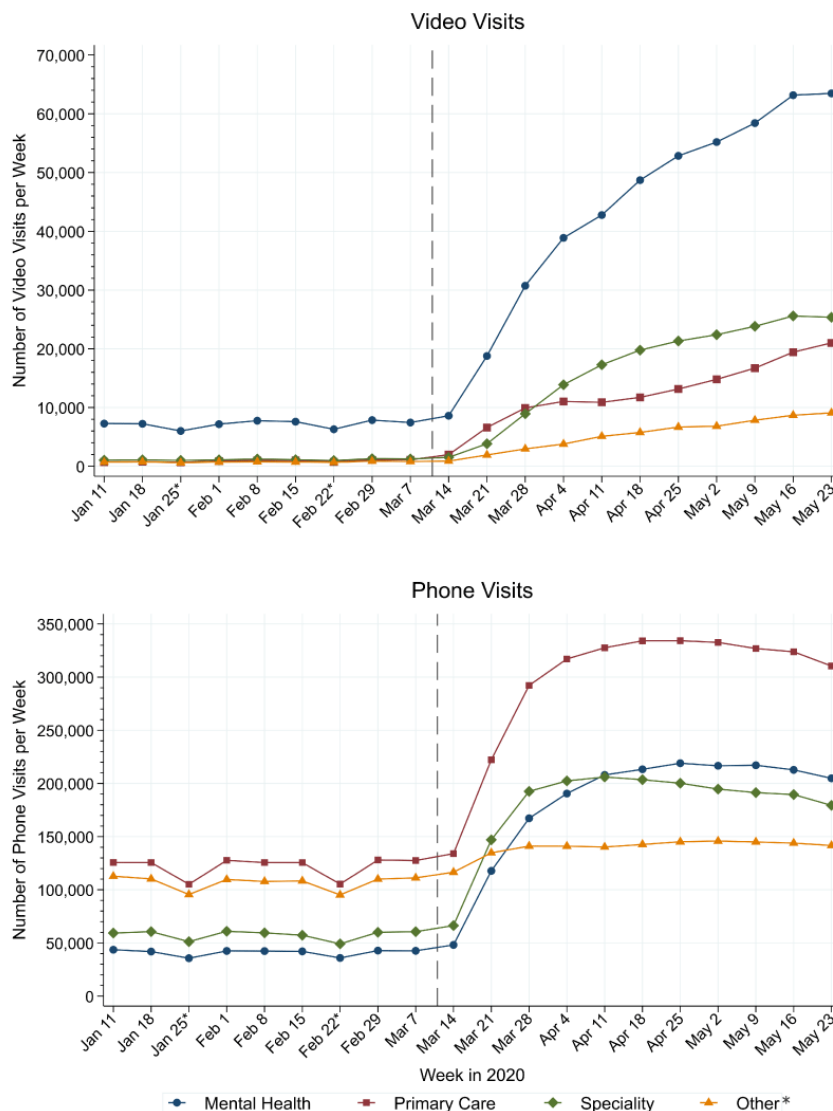 Video Visits
Number of Video Visits per Week
70,000
60,000
50,000
40,000
30,000
20,000
10,000
0
Jan 11 Jan 18 Jan 25* Feb 1 Feb 8 Feb 15 Feb 22* Feb 29 Mar 7 Mar 14 Mar 21 Mar 28 Apr 4 Apr 11 Apr 18 Apr 25 May 2 May 9 May 16 May 23
Phone Visits
Number of Phone Visits per Week
350,000
300,000
250,000
200,000
150,000
100,000
50,000
0
Jan 11 Jan 18 Jan 25* Feb 1 Feb 8 Feb 15 Feb 22* Feb 29 Mar 7 Mar 14 Mar 21 Mar 28 Apr 4 Apr 11 Apr 18 Apr 25 May 2 May 9 May 16 May 23
Week in 2020
Mental Health Primary Care Speciality Other*